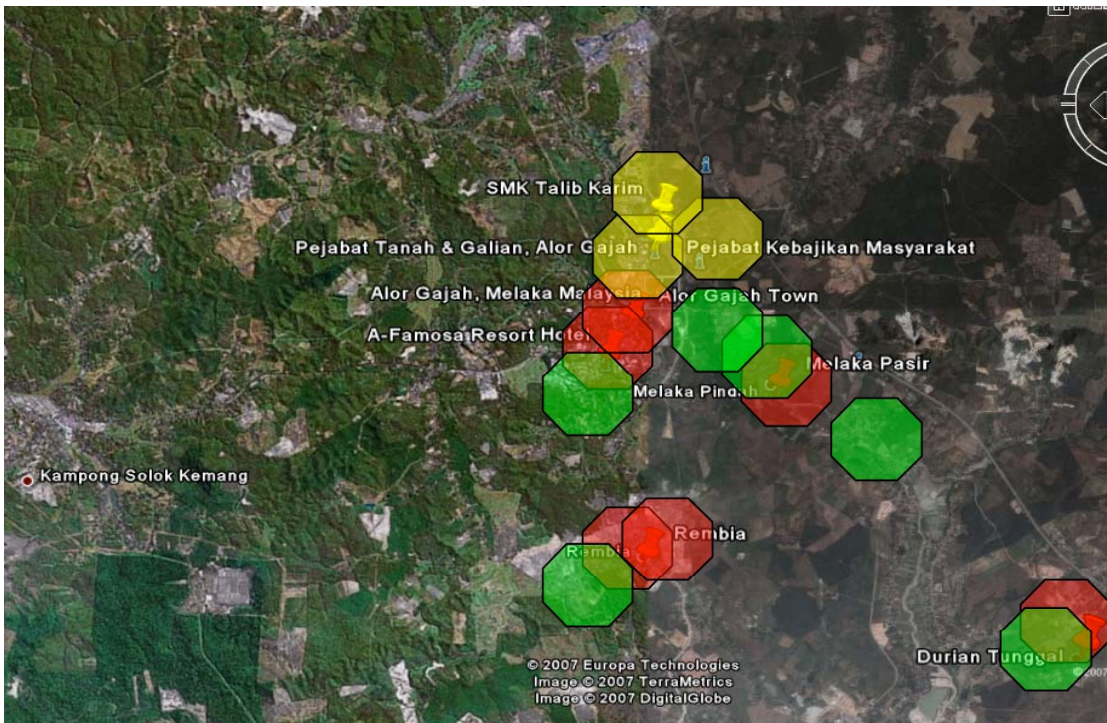 SMK Talib Karim
Pejabat Tanah & Galian, Alor Gajah
Pejabat Kebajikan Masyarakat
Alor Gajah, Melaka Malaysia
Alor Gajah Town
A-Famosa Resort Hotel
Melaka Pasir
Melaka Pindah
Kampong Solok Kemang
Rembia
Rembia
Durian Tunggal
© 2007 Europa Technologies
Image © 2007 TerraMetrics
Image © 2007 DigitalGlobe
© 2007